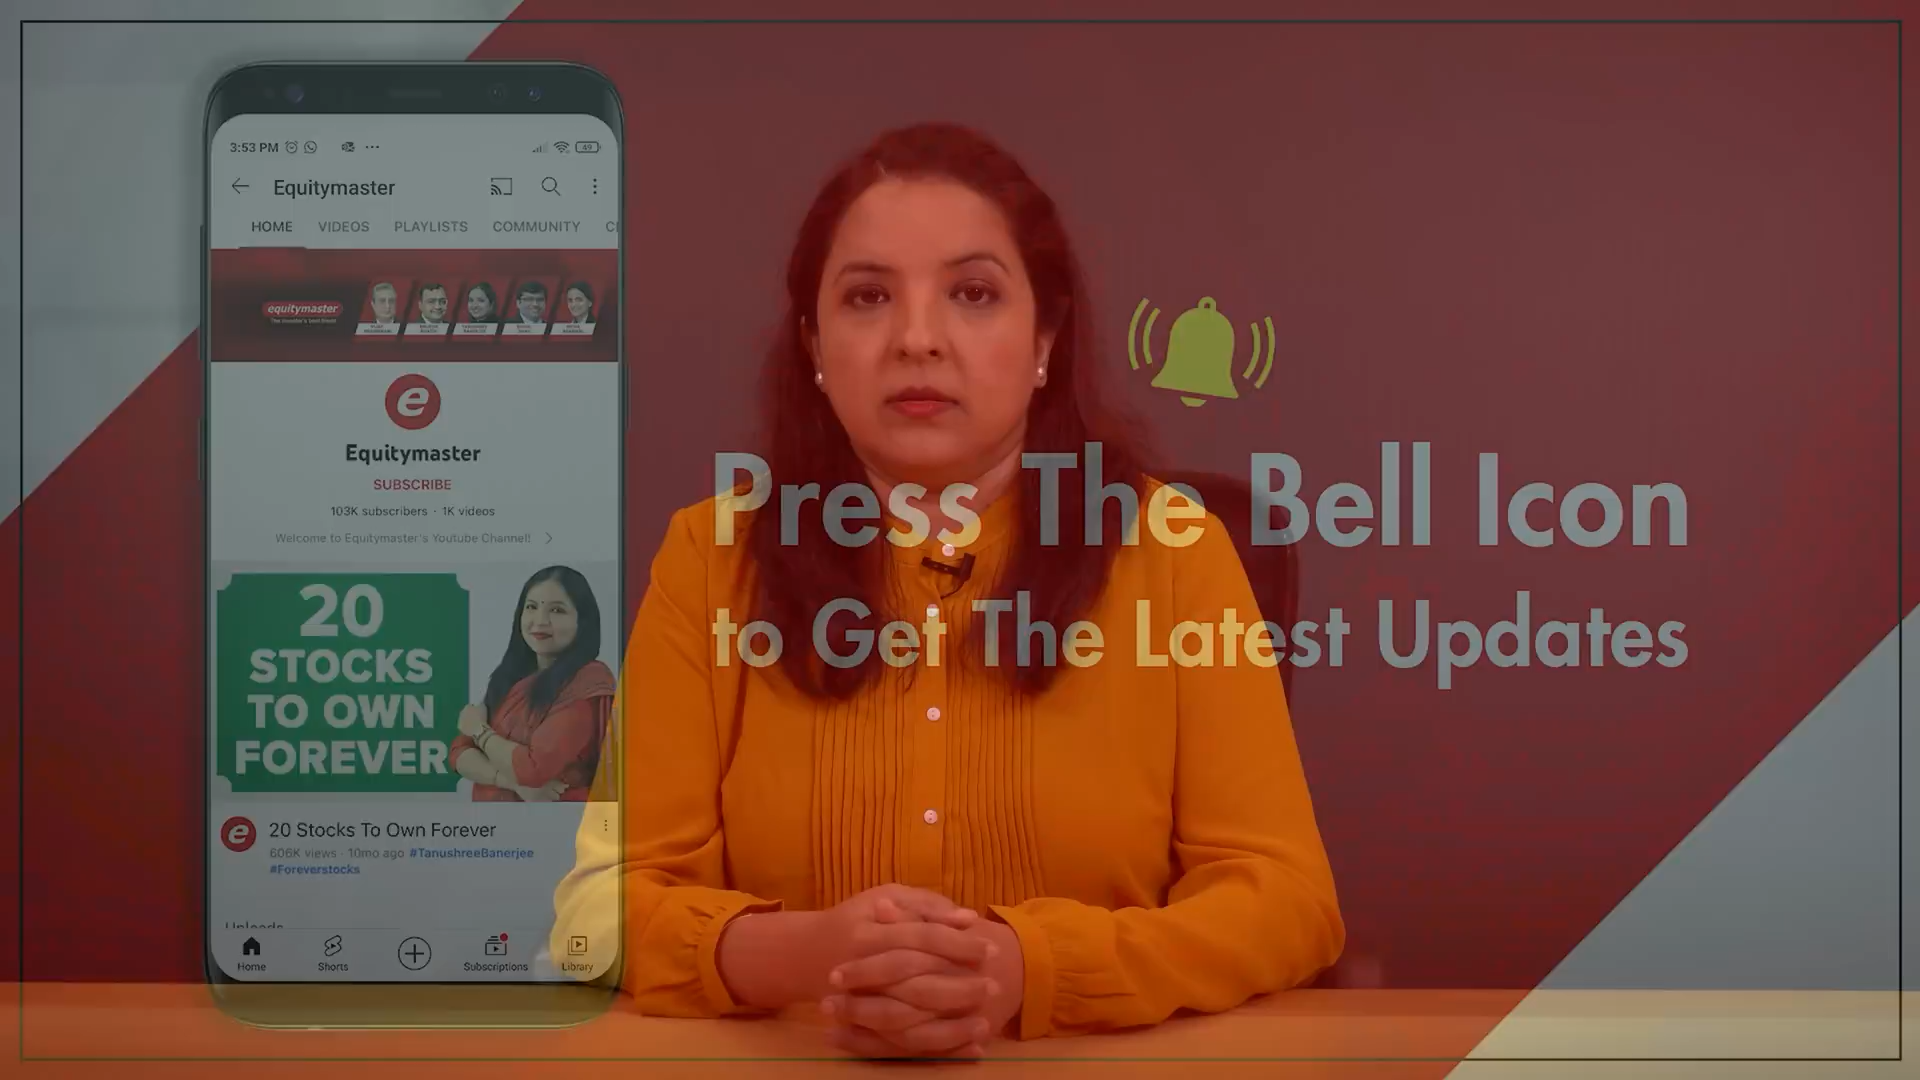 3:53 PM
49
Equitymaster
HOME VIDEOS PLAYLISTS COMMUNITY
equitymaster
Equitymaster
SUBSCRIBE
103K subscribers · 1K videos
Welcome to Equitymaster's Youtube Channel!
20
STOCKS
TO OWN
FOREVER
20 Stocks To Own Forever
606K views · 10mo ago #TanushreeBanerjee
#Foreverstocks
Uploads
Home Shorts Subscriptions Library
Press The Bell Icon
to Get The Latest Updates